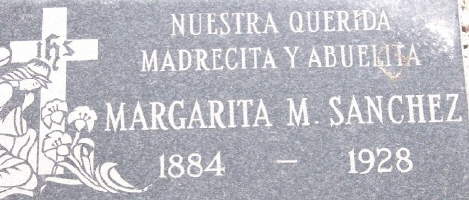 ihs
NUESTRA QUERIDA
MADRECITA Y ABUELITA
MARGARITA M. SANCHEZ
1884 — 1928